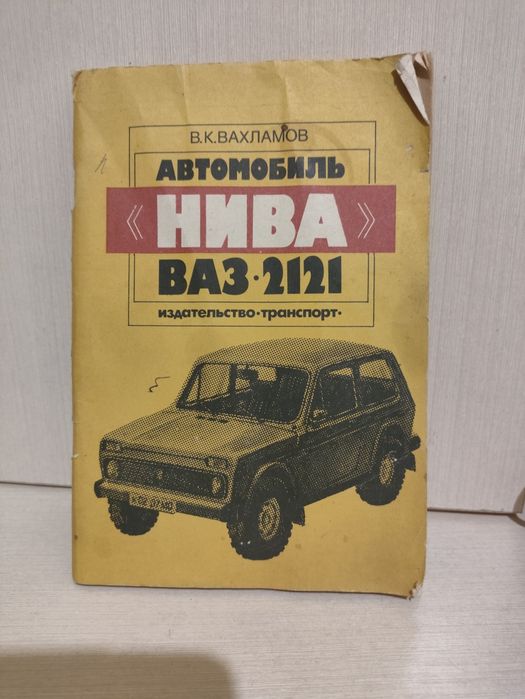 В.К.ВАХЛАМОВ
АВТОМОБИЛЬ
«НИВА»
ВАЗ·2121
издательство·транспорт·